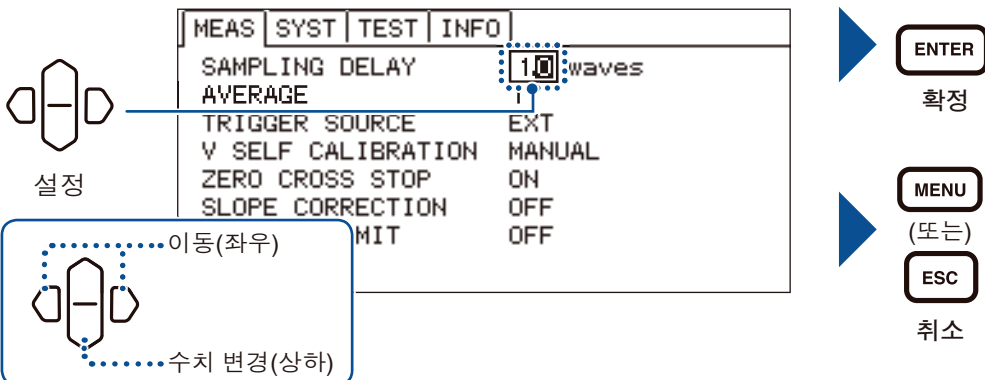 MEAS SYST TEST INFO
SAMPLING DELAY 1.0 waves
AVERAGE
TRIGGER SOURCE EXT
V SELF CALIBRATION MANUAL
ZERO CROSS STOP ON
SLOPE CORRECTION OFF
MIT OFF
설정
이동(좌우)
수치 변경(상하)
ENTER
확정
MENU
(또는)
ESC
취소